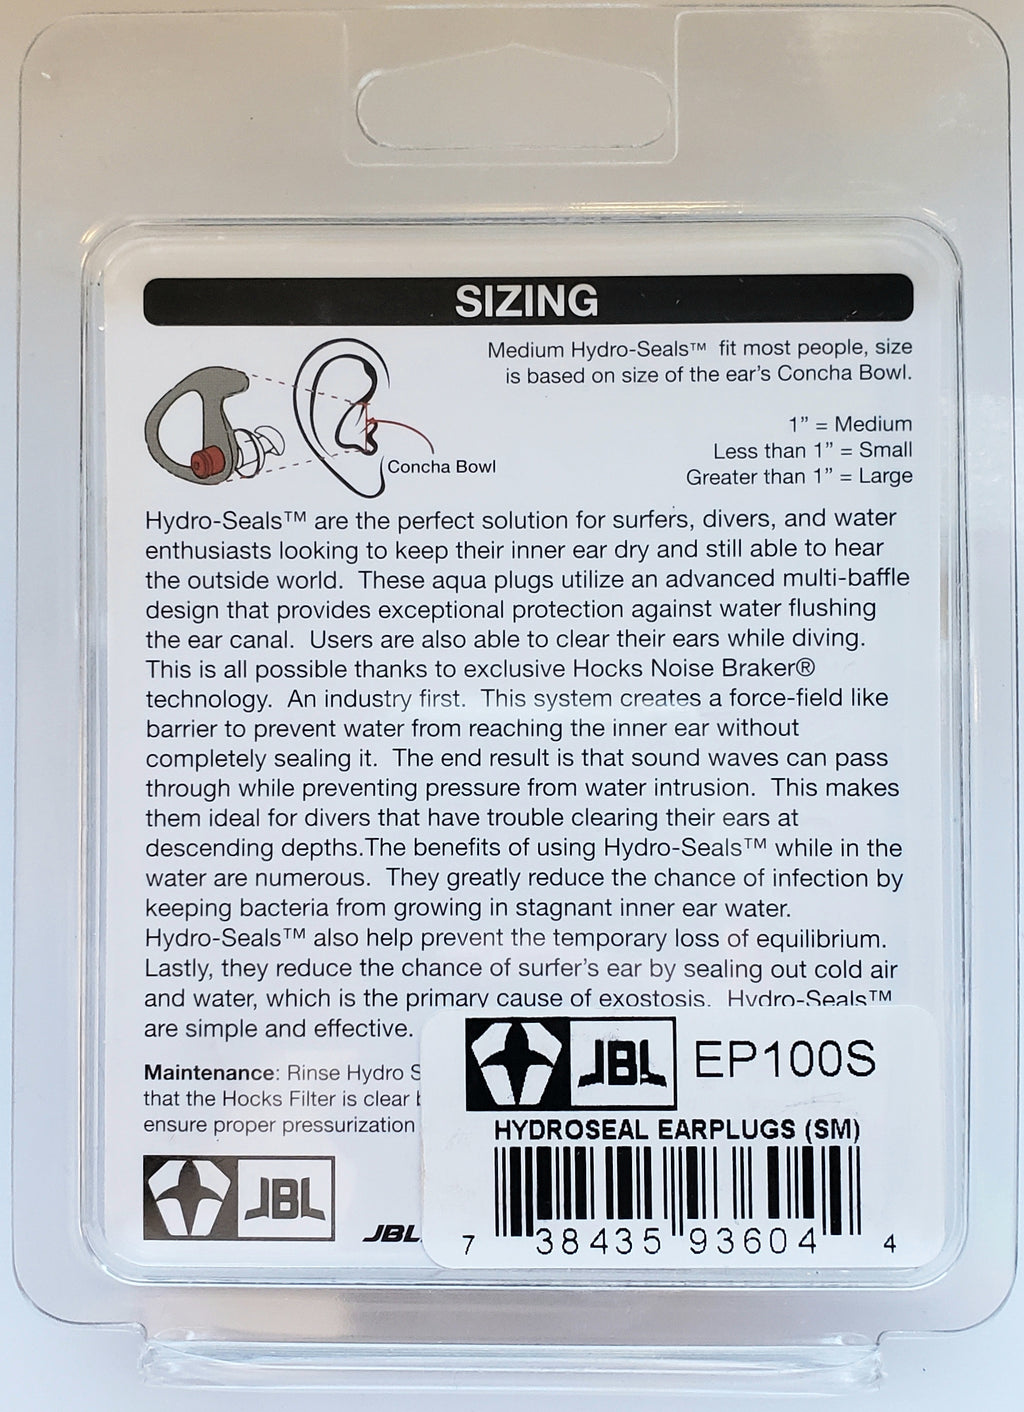 SIZING
Medium Hydro-Seals™ fit most people, size
is based on size of the ear's Concha Bowl.
1” = Medium
Less than 1” = Small
Greater than 1” = Large
Concha Bowl
Hydro-Seals™ are the perfect solution for surfers, divers, and water
enthusiasts looking to keep their inner ear dry and still able to hear
the outside world. These aqua plugs utilize an advanced multi-baffle
design that provides exceptional protection against water flushing
the ear canal. Users are also able to clear their ears while diving.
This is all possible thanks to exclusive Hocks Noise Braker®
technology. An industry first. This system creates a force-field like
barrier to prevent water from reaching the inner ear without
completely sealing it. The end result is that sound waves can pass
through while preventing pressure from water intrusion. This makes
them ideal for divers that have trouble clearing their ears at
descending depths.The benefits of using Hydro-Seals™ while in the
water are numerous. They greatly reduce the chance of infection by
keeping bacteria from growing in stagnant inner ear water.
Hydro-Seals™ also help prevent the temporary loss of equilibrium.
Lastly, they reduce the chance of surfer's ear by sealing out cold air
and water, which is the primary cause of exostosis. Hydro-Seals™
are simple and effective.
Maintenance: Rinse Hydro S
that the Hocks Filter is clear
ensure proper pressurization
JBL
JBL
JBL EP100S
HYDROSEAL EARPLUGS (SM)
7 38435 93604 4